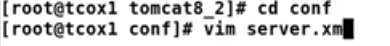 [root@tcox1 tomcat8_2]# cd conf
[root@tcox1 conf]# vim server.xm